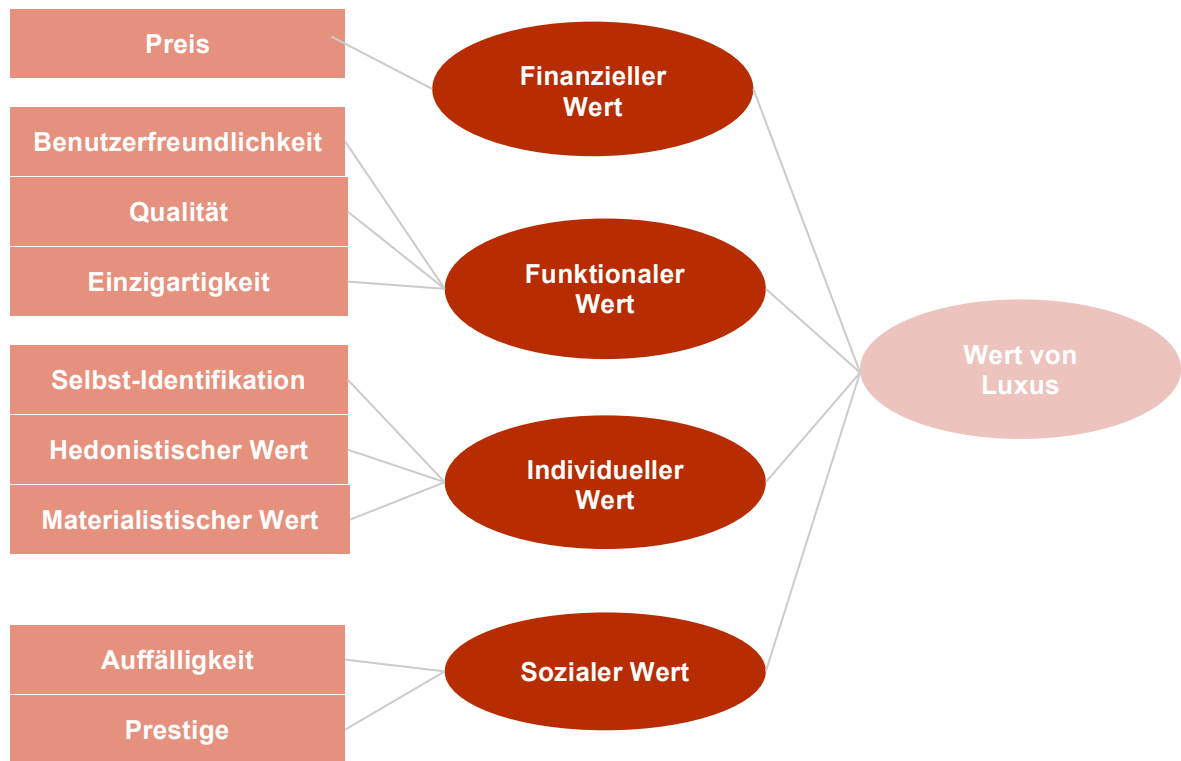 Preis
Benutzerfreundlichkeit
Qualität
Einzigartigkeit
Selbst-Identifikation
Hedonistischer Wert
Materialistischer Wert
Auffälligkeit
Prestige
Finanzieller
Wert
Funktionaler
Wert
Individueller
Wert
Sozialer Wert
Wert von
Luxus